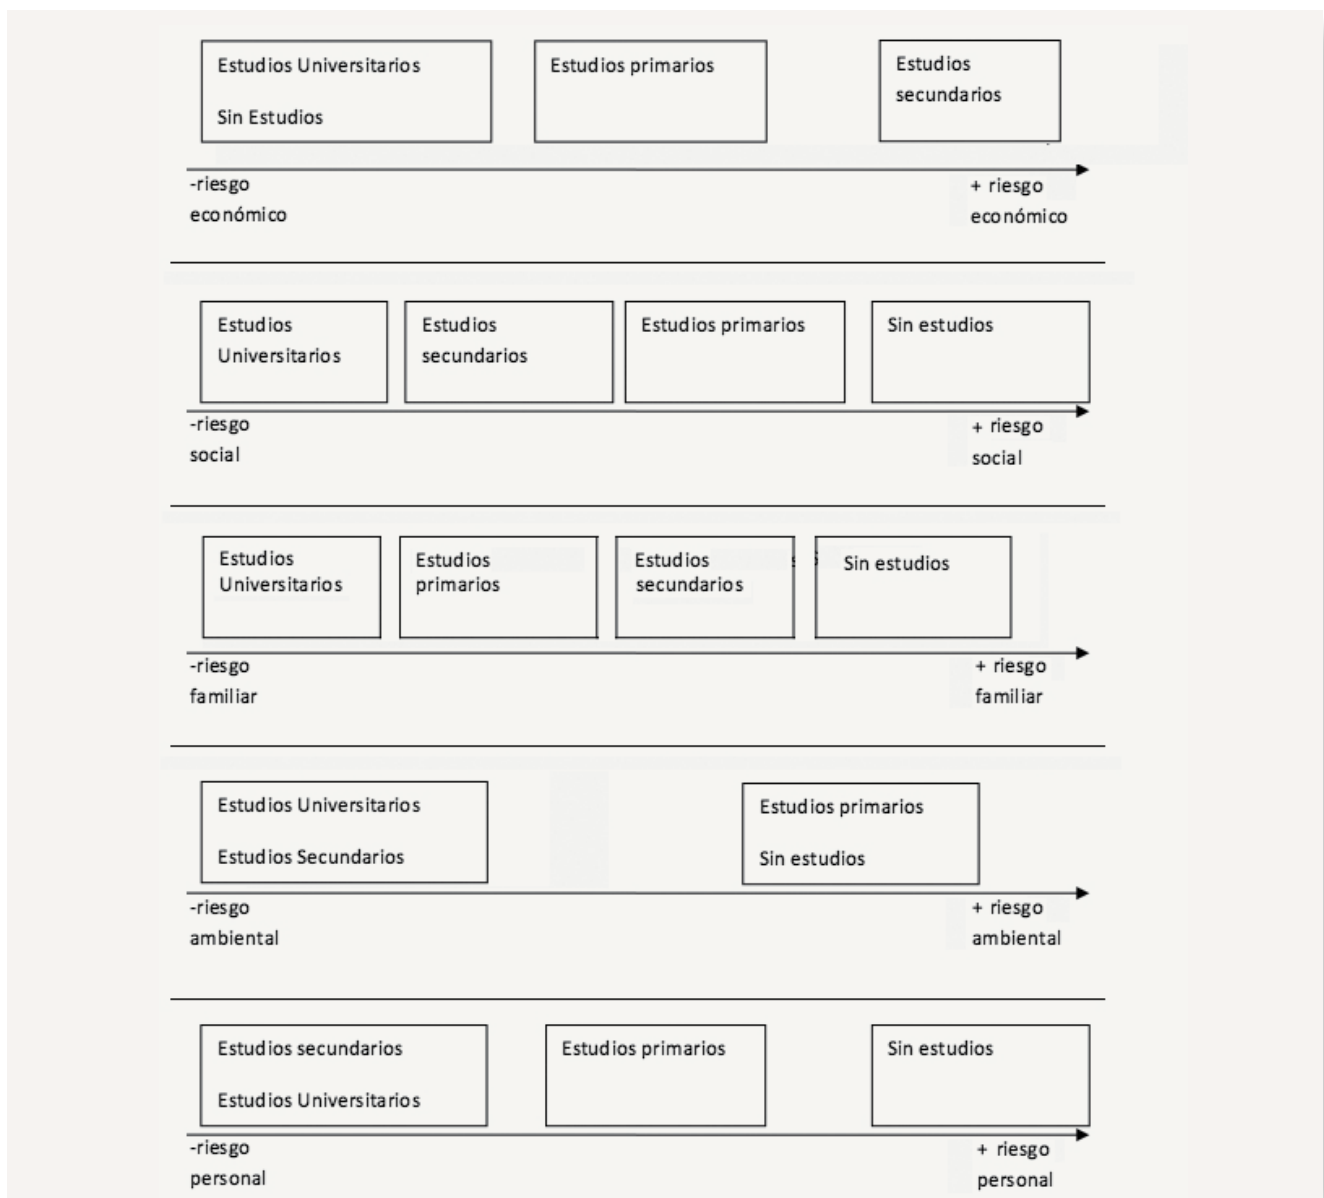 Estudios Universitarios
Sin Estudios
Estudios primarios
Estudios
secundarios
-riesgo
económico
+ riesgo
económico
Estudios
Universitarios
Estudios
secundarios
Estudios primarios
Sin estudios
-riesgo
social
+ riesgo
social
Estudios
Universitarios
Estudios
primarios
Estudios
secundarios
Sin estudios
-riesgo
familiar
+ riesgo
familiar
Estudios Universitarios
Estudios Secundarios
Estudios primarios
Sin estudios
-riesgo
ambiental
+ riesgo
ambiental
Estudios secundarios
Estudios Universitarios
Estudios primarios
Sin estudios
-riesgo
personal
+ riesgo
personal